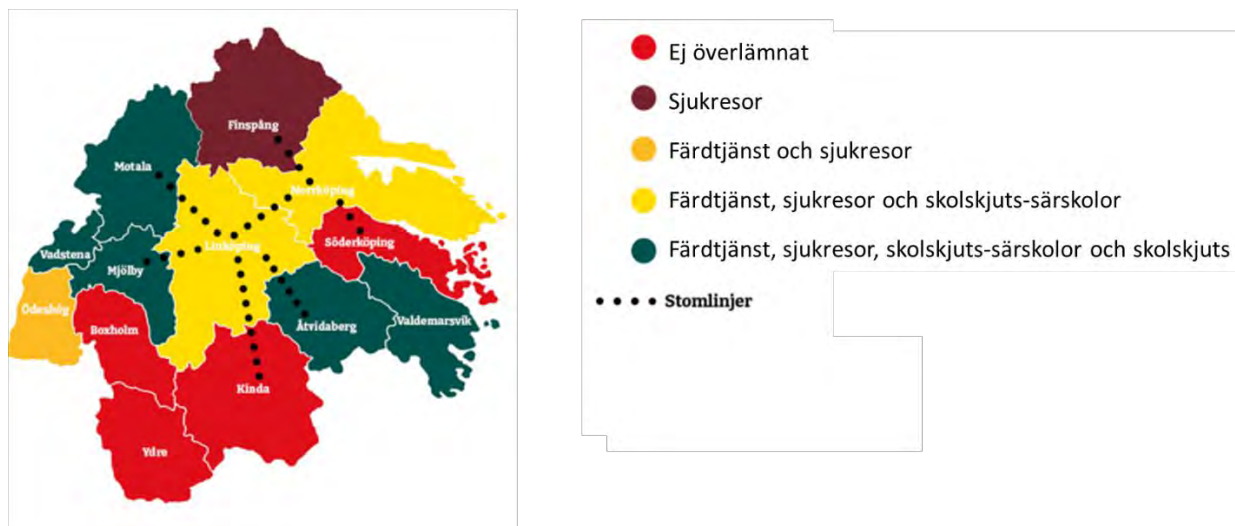 Finspång
Motala
Norrköping
Linköping
Söderköping
Vadstena
Mjölby
Ödeshög
Boxholm
Åtvidaberg
Valdemarsvik
Kinda
Ydre
Ej överlämnat
Sjukresor
Färdtjänst och sjukresor
Färdtjänst, sjukresor och skolskjuts-särskolor
Färdtjänst, sjukresor, skolskjuts-särskolor och skolskjuts
Stomlinjer